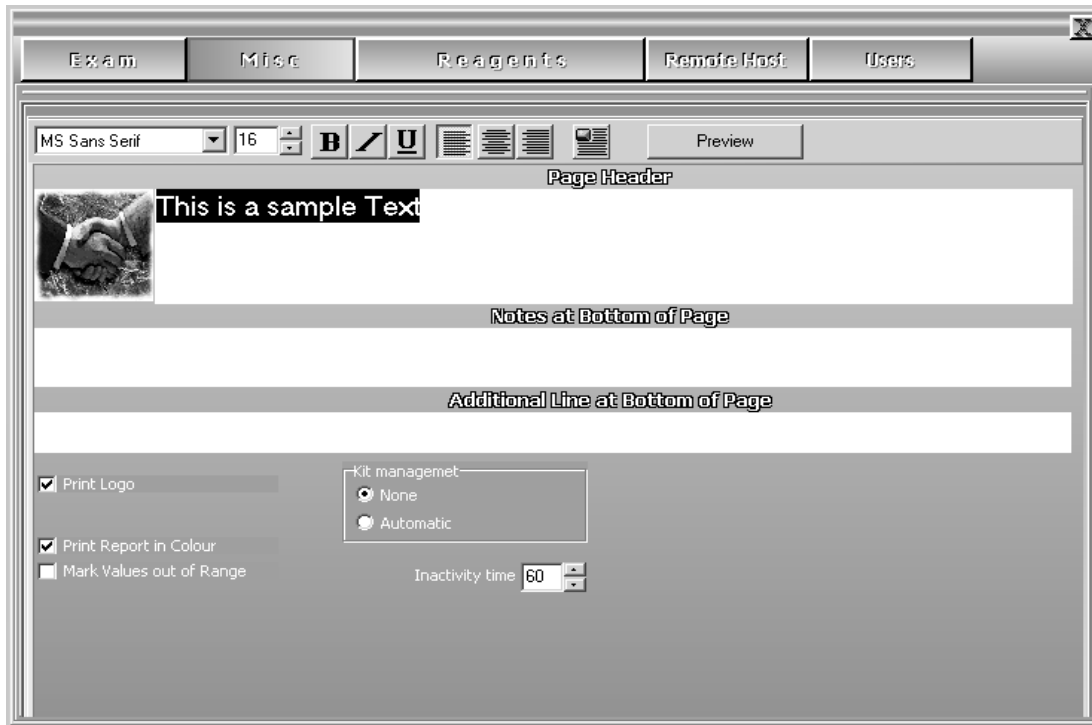 X
Exam Misc Reagents Remote Host Users
MS Sans Serif 16 B I U Preview
Page Header
This is a sample Text
Notes at Bottom of Page
Additional Line at Bottom of Page
Print Logo
Kit managemet
None
Automatic
Print Report in Colour
Mark Values out of Range
Inactivity time 60